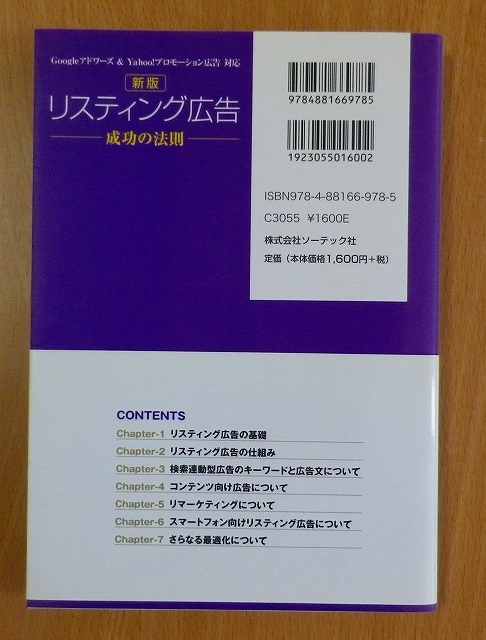 Googleアドワーズ & Yahoo!プロモーション広告 対応
新版
リスティング広告
成功の法則
9784881669785
1923055016002
ISBN978-4-88166-978-5
C3055 ¥1600E
株式会社ソーテック社
定価（本体価格1,600円+税）
CONTENTS
Chapter-1 リスティング広告の基礎
Chapter-2 リスティング広告の仕組み
Chapter-3 検索連動型広告のキーワードと広告文について
Chapter-4 コンテンツ向け広告について
Chapter-5 リマーケティングについて
Chapter-6 スマートフォン向けリスティング広告について
Chapter-7 さらなる最適化について